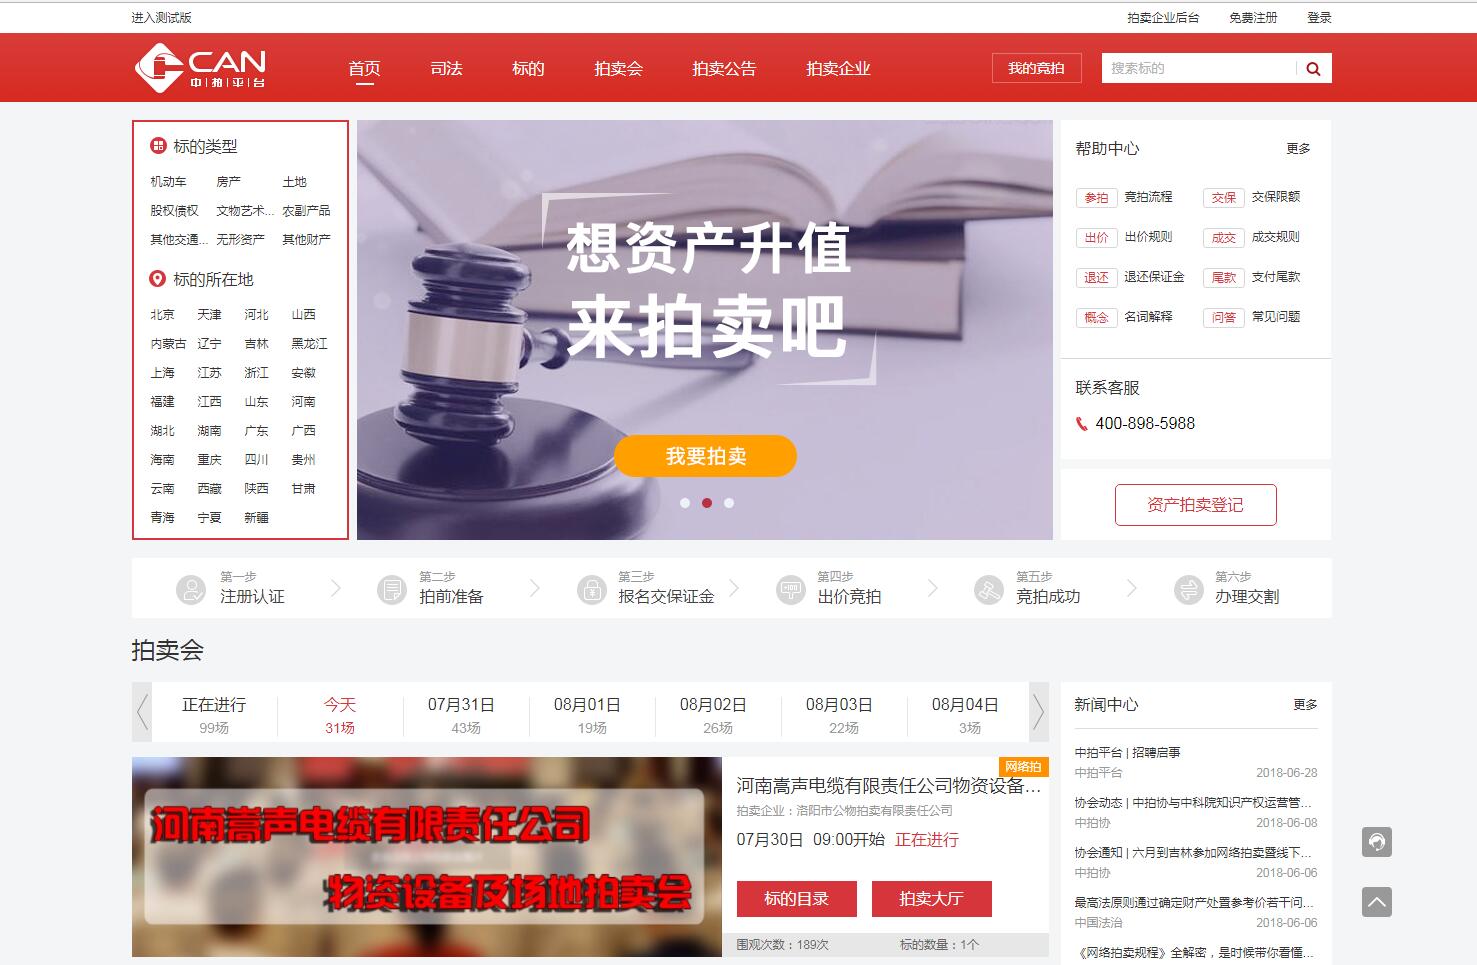 进入测试版
拍卖企业后台 免费注册 登录
CAN
中|拍|平|台
首页 司法 标的 拍卖会 拍卖公告 拍卖企业
我的竞拍
搜索标的
标的类型
机动车 房产 土地
股权债权 文物艺术... 农副产品
其他交通... 无形资产 其他财产
标的所在地
北京 天津 河北 山西
内蒙古 辽宁 吉林 黑龙江
上海 江苏 浙江 安徽
福建 江西 山东 河南
湖北 湖南 广东 广西
海南 重庆 四川 贵州
云南 西藏 陕西 甘肃
青海 宁夏 新疆
想资产升值
来拍卖吧
我要拍卖
帮助中心 更多
参拍 竞拍流程 交保 交保限额
出价 出价规则 成交 成交规则
退还 退还保证金 尾款 支付尾款
概念 名词解释 问答 常见问题
联系客服
400-898-5988
资产拍卖登记
第一步
注册认证
第二步
拍前准备
第三步
报名交保证金
第四步
出价竞拍
第五步
竞拍成功
第六步
办理交割
拍卖会
正在进行 今天 07月31日 08月01日 08月02日 08月03日 08月04日
99场 31场 43场 19场 26场 22场 3场
河南嵩声电缆有限责任公司
物资设备及场地拍卖会
网络拍
河南嵩声电缆有限责任公司物资设备...
拍卖企业：洛阳市公物拍卖有限责任公司
07月30日 09:00开始 正在进行
标的目录 拍卖大厅
围观次数：189次 标的数量：1个
新闻中心 更多
中拍平台 | 招聘启事
中拍平台 2018-06-28
协会动态 | 中拍协与中科院知识产权运营管...
中拍协 2018-06-08
协会通知 | 六月到吉林参加网络拍卖暨线下...
中拍协 2018-06-06
最高法原则通过确定财产处置参考价若干问...
中国法治 2018-06-06
《网络拍卖规程》全解密，是时候带你看懂...